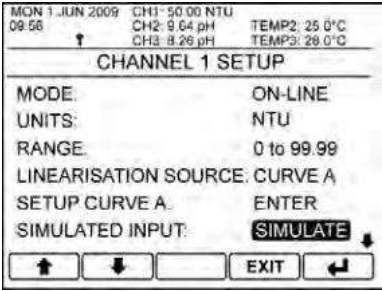 MON 1 JUN 2009 CH1: 50.00 NTU
09:56 CH2: 9.64 pH TEMP2: 25.0°C
CH3: 8.26 pH TEMP3: 28.0°C
CHANNEL 1 SETUP
MODE: ON-LINE
UNITS: NTU
RANGE: 0 to 99.99
LINEARISATION SOURCE: CURVE A
SETUP CURVE A: ENTER
SIMULATED INPUT: SIMULATE
EXIT